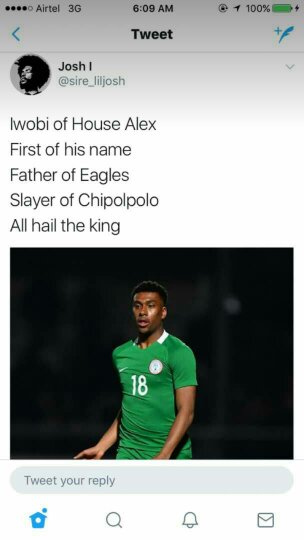 Airtel 3G 6:09 AM 100%
Tweet
Josh I
@sire_liljosh
Iwobi of House Alex
First of his name
Father of Eagles
Slayer of Chipolpolo
All hail the king
18
Tweet your reply